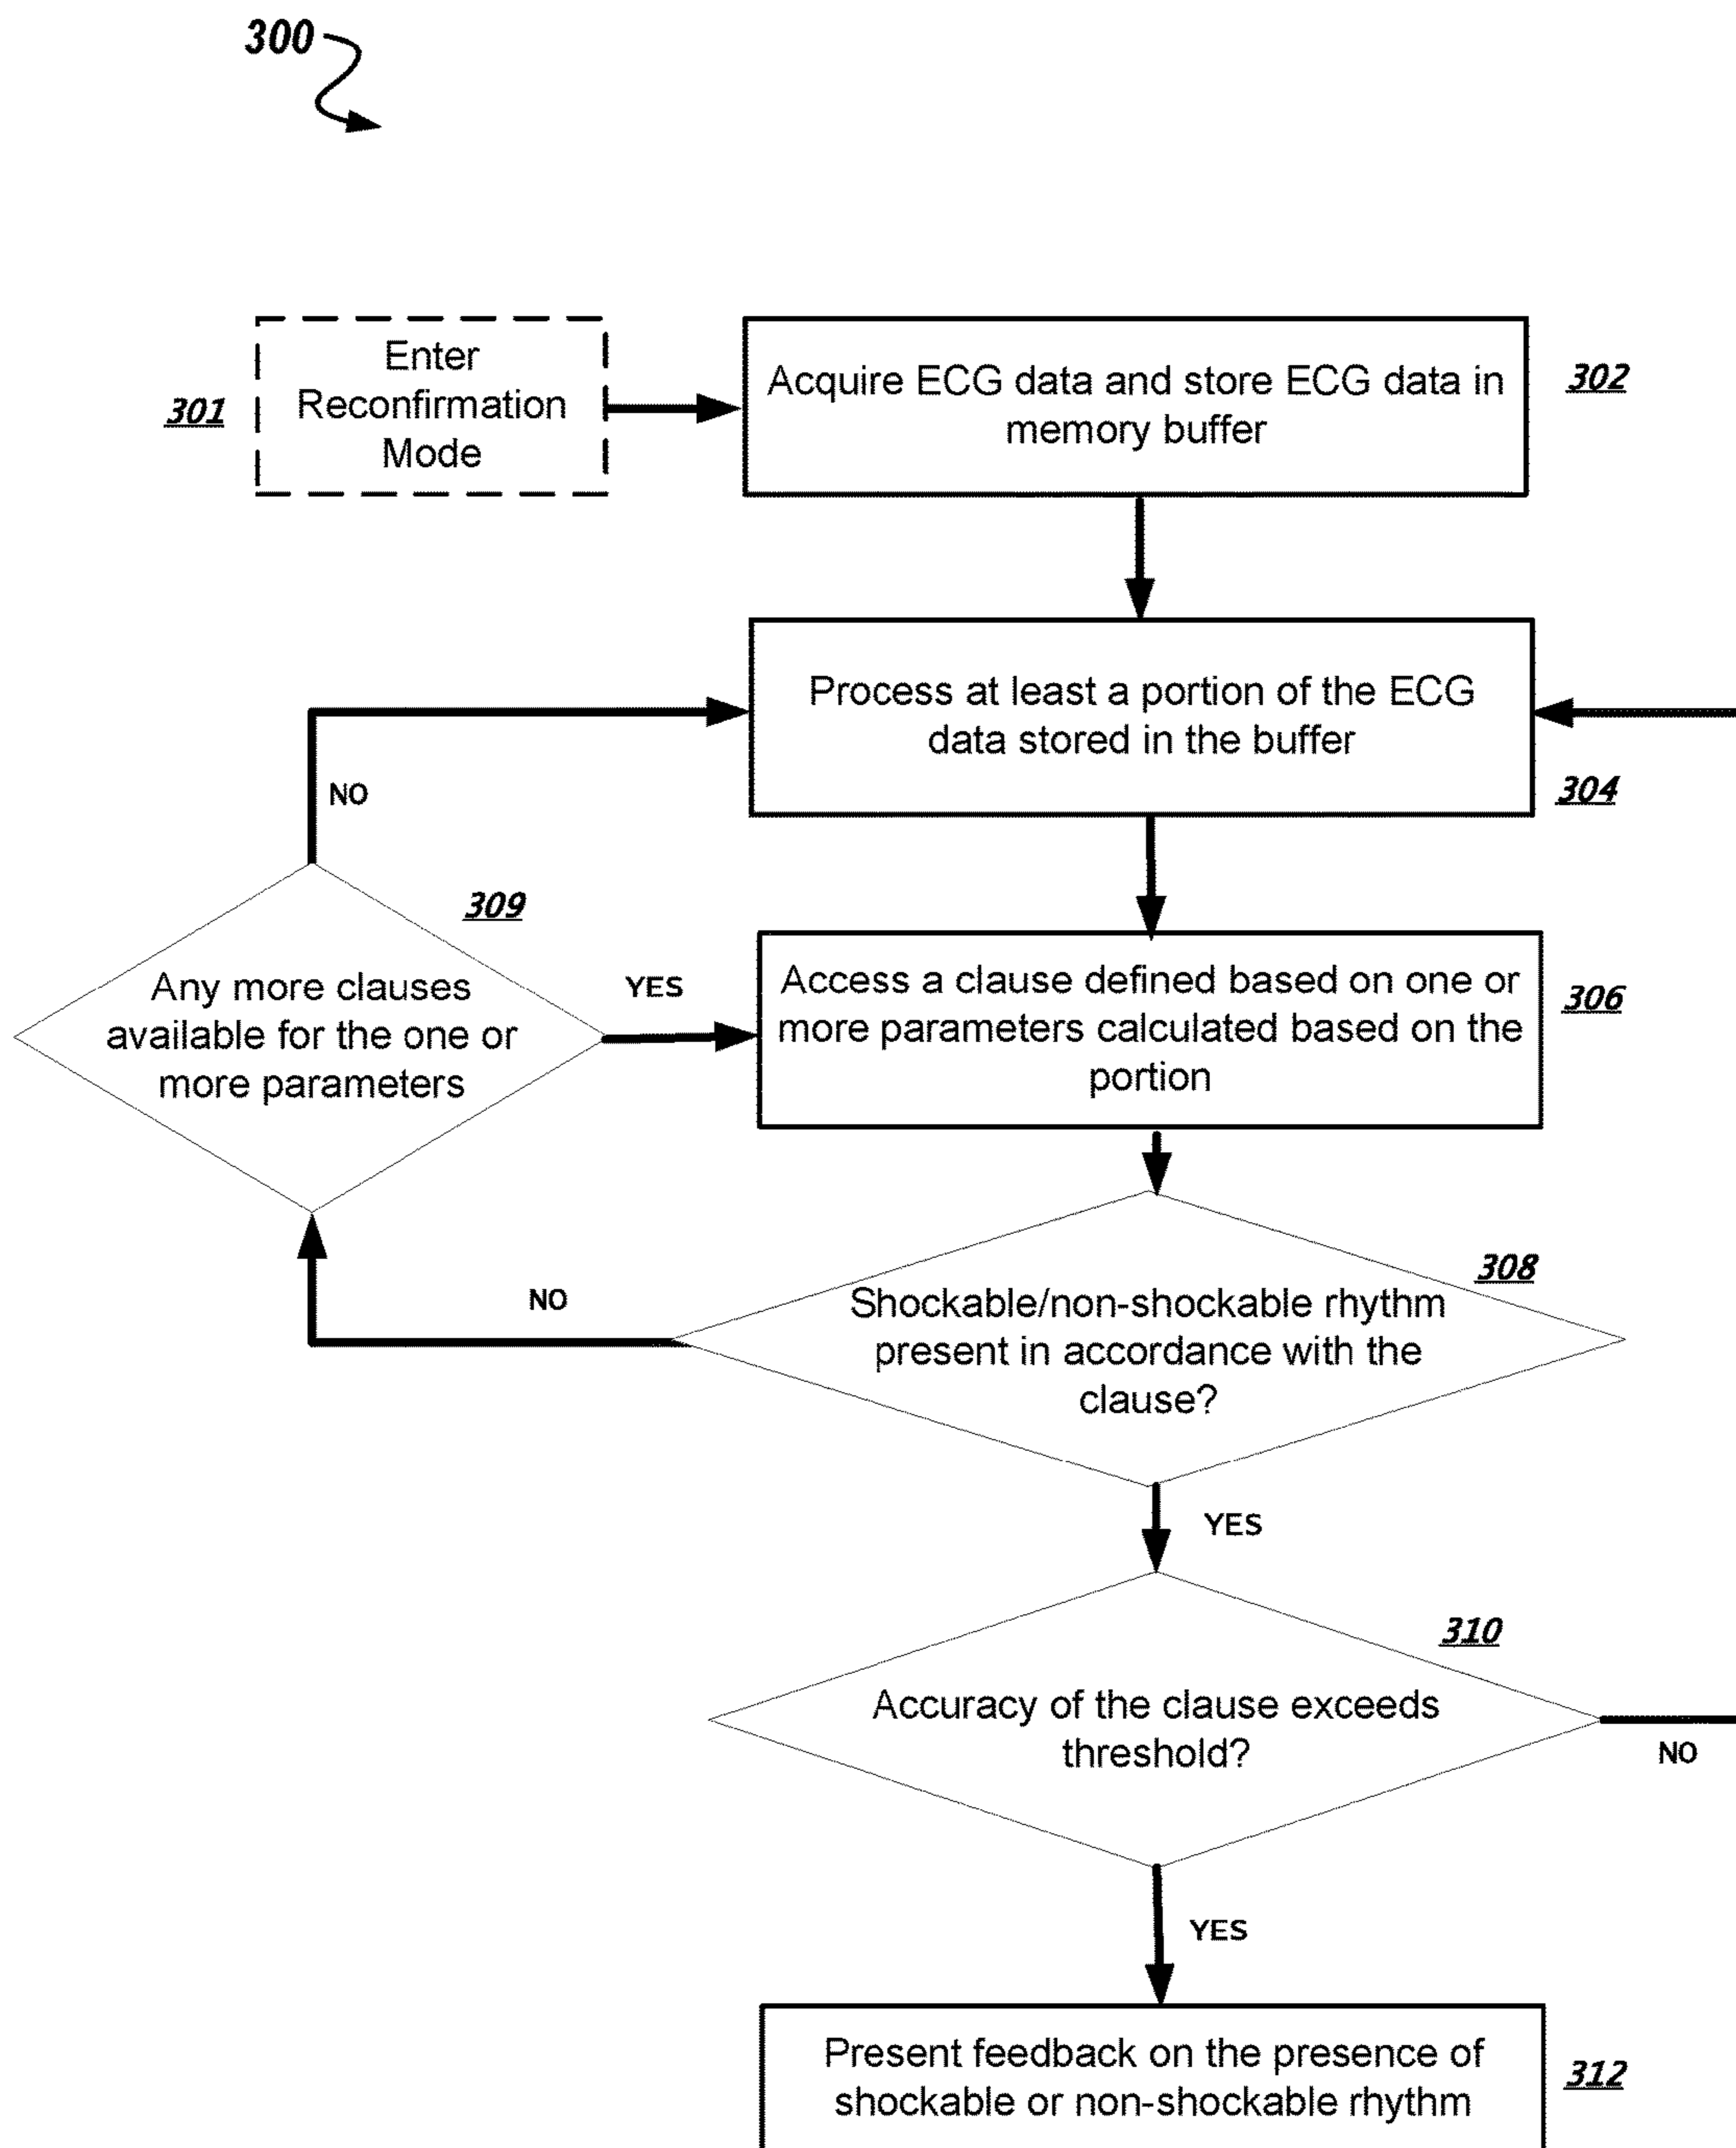 300
301
Enter
Reconfirmation
Mode
Acquire ECG data and store ECG data in
memory buffer
302
Process at least a portion of the ECG
data stored in the buffer
304
NO
309
Any more clauses
available for the one or
more parameters
YES
Access a clause defined based on one or
more parameters calculated based on the
portion
306
308
Shockable/non-shockable rhythm
present in accordance with the
clause?
NO
YES
310
Accuracy of the clause exceeds
threshold?
NO
YES
Present feedback on the presence of
shockable or non-shockable rhythm
312